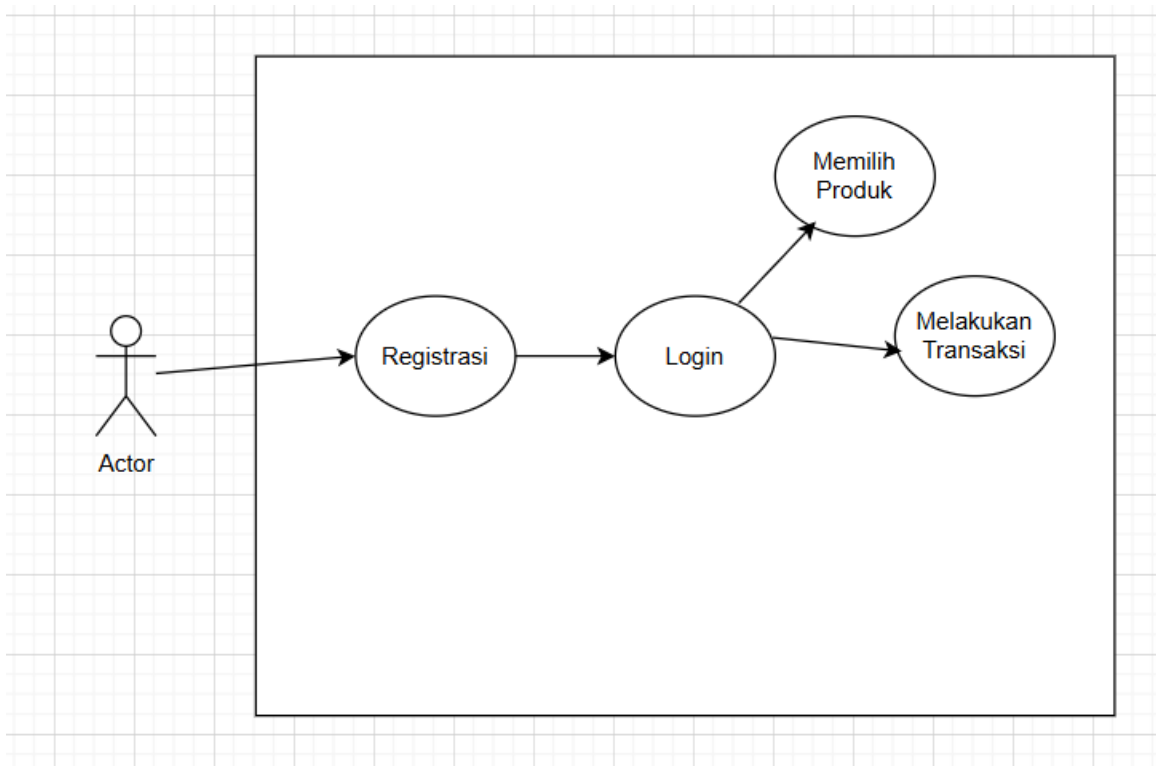 Memilih
Produk
Melakukan
Transaksi
Registrasi
Login
Actor